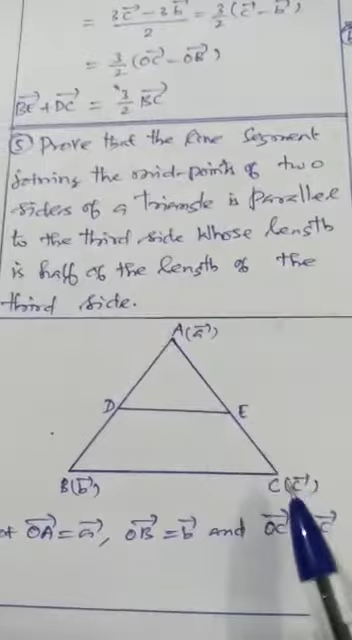 = 3c⃗ - 3b⃗ / 2 = 3/2 (c⃗ - b⃗)
= 3/2 (OC⃗ - OB⃗)
BE⃗ + DC⃗ = 3/2 BC⃗
⑤ Prove that the line segment
joining the mid-points of two
sides of a Triangle is parallel
to the third side whose length
is half of the length of the
third side.
A(a⃗)
D E
B(b⃗) C(c⃗)
OA⃗ = a⃗, OB⃗ = b⃗ and OC⃗ c⃗